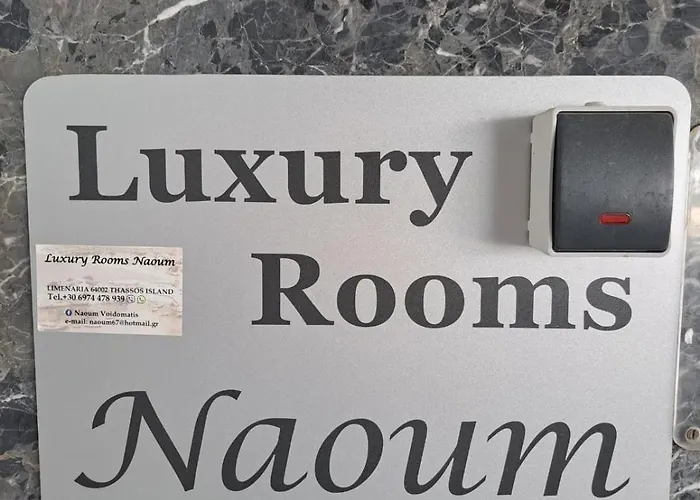 Luxury
Rooms
Naoum
Luxury Rooms Naoum
LIMENARIA 64002 THASSOS ISLAND
Tel.+30 6974 478 939
Naoum Voidomatis
e-mail: naoum67@hotmail.gr